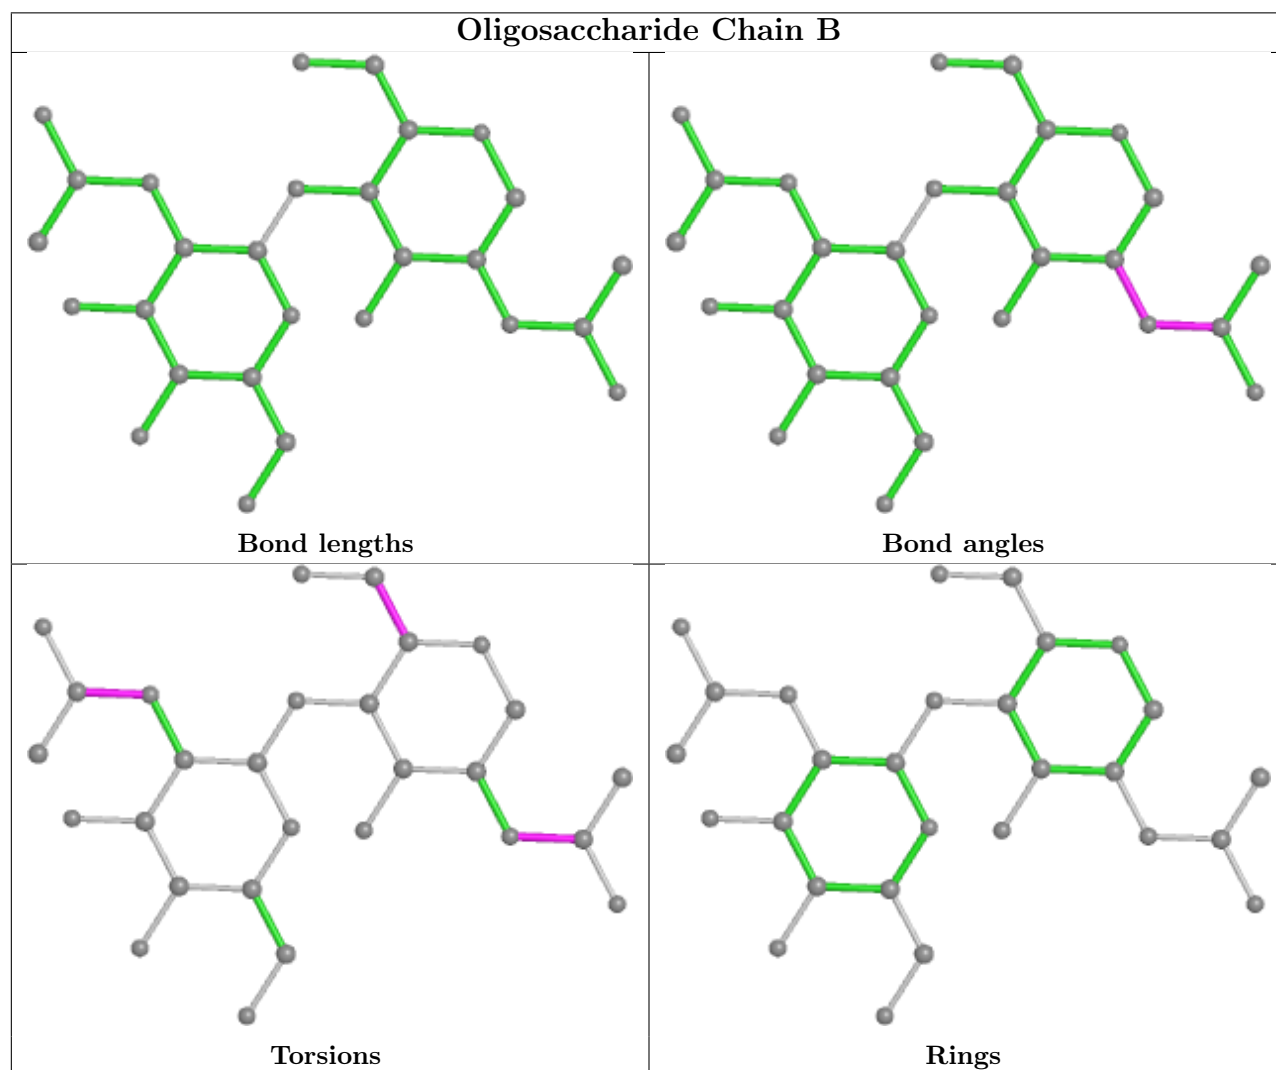 Oligosaccharide Chain B
Bond lengths
Bond angles
Torsions
Rings